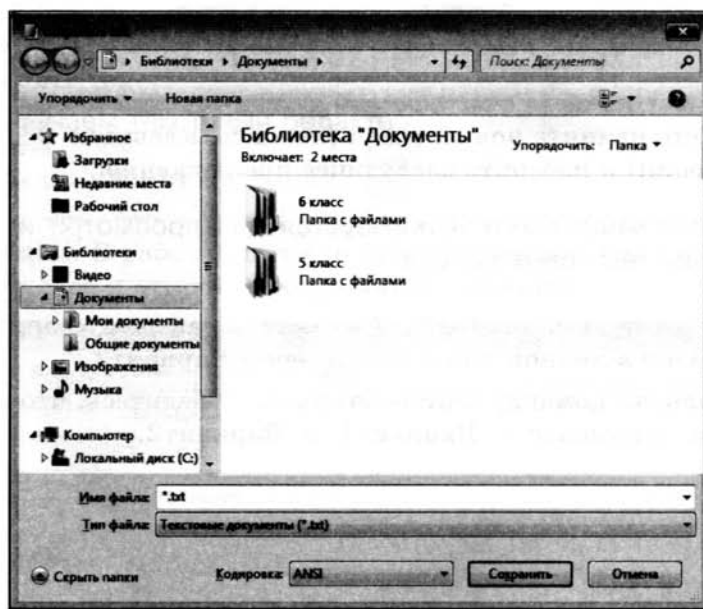 Библиотеки ▸ Документы ▸
Поиск: Документы
Упорядочить
Новая папка
Избранное
Загрузки
Недавние места
Рабочий стол
Библиотеки
Видео
Документы
Мои документы
Общие документы
Изображения
Музыка
Компьютер
Локальный диск (C:)
Библиотека "Документы"
Включает: 2 места
Упорядочить: Папка
6 класс
Папка с файлами
5 класс
Папка с файлами
Имя файла: *.txt
Тип файла: Текстовые документы (*.txt)
Скрыть папки
Кодировка: ANSI
Сохранить
Отмена